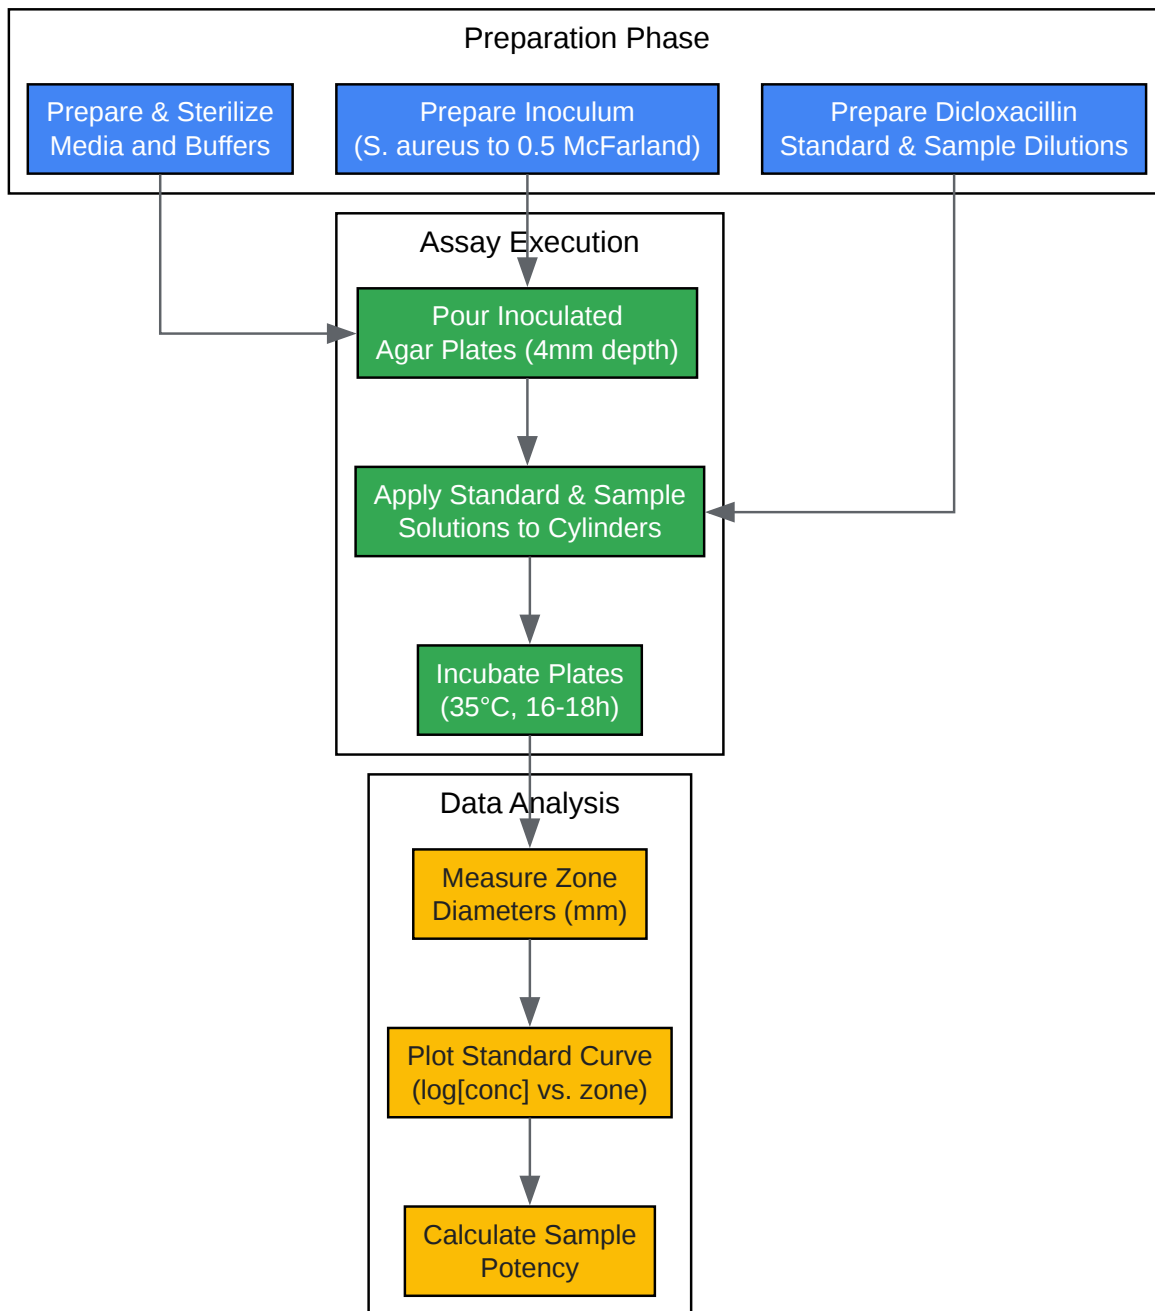 Preparation Phase
Prepare & Sterilize
Media and Buffers
Prepare Inoculum
(S. aureus to 0.5 McFarland)
Prepare Dicloxacillin
Standard & Sample Dilutions
Assay Execution
Pour Inoculated
Agar Plates (4mm depth)
Apply Standard & Sample
Solutions to Cylinders
Incubate Plates
(35°C, 16-18h)
Data Analysis
Measure Zone
Diameters (mm)
Plot Standard Curve
(log[conc] vs. zone)
Calculate Sample
Potency